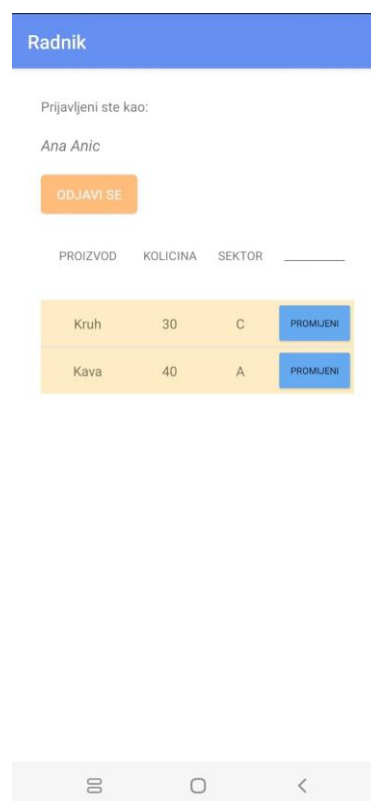 Radnik
Prijavljeni ste kao:
Ana Anic
ODJAVI SE
PROIZVOD KOLICINA SEKTOR
Kruh 30 C PROMIJENI
Kava 40 A PROMIJENI